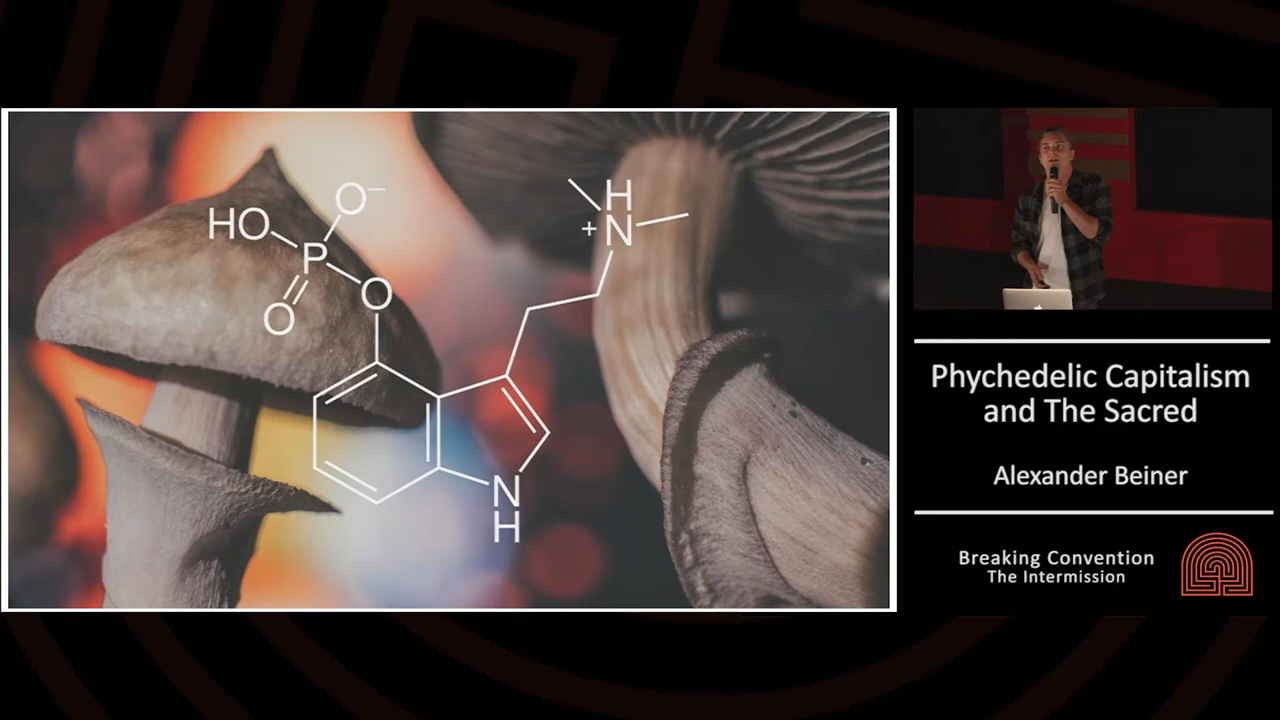 O⁻
HO
P
O
O
H
+
N
N
H
Phychedelic Capitalism
and The Sacred
Alexander Beiner
Breaking Convention
The Intermission